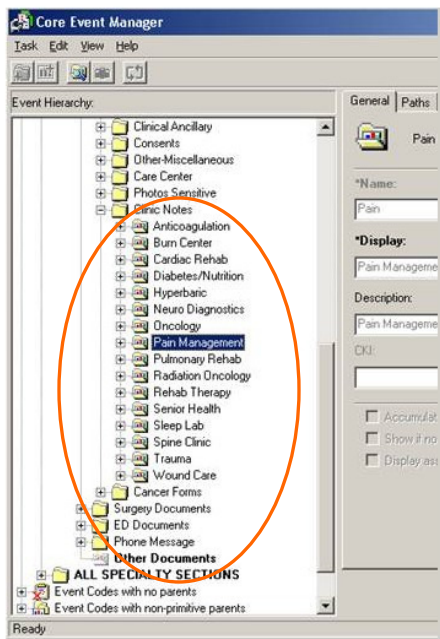 Core Event Manager
Task Edit View Help
Event Hierarchy:
Clinical Ancillary
Consents
Other-Miscellaneous
Care Center
Photos Sensitive
Clinic Notes
Anticoagulation
Burn Center
Cardiac Rehab
Diabetes/Nutrition
Hyperbaric
Neuro Diagnostics
Oncology
Pain Management
Pulmonary Rehab
Radiation Oncology
Rehab Therapy
Senior Health
Sleep Lab
Spine Clinic
Trauma
Wound Care
Cancer Forms
Surgery Documents
ED Documents
Phone Message
Other Documents
ALL SPECIALTY SECTIONS
Event Codes with no parents
Event Codes with non-primitive parents
General Paths
Pain
*Name:
Pain
*Display:
Pain Manageme
Description:
Pain Manageme
CKI:
Accumulat
Show if no
Display ass
Ready